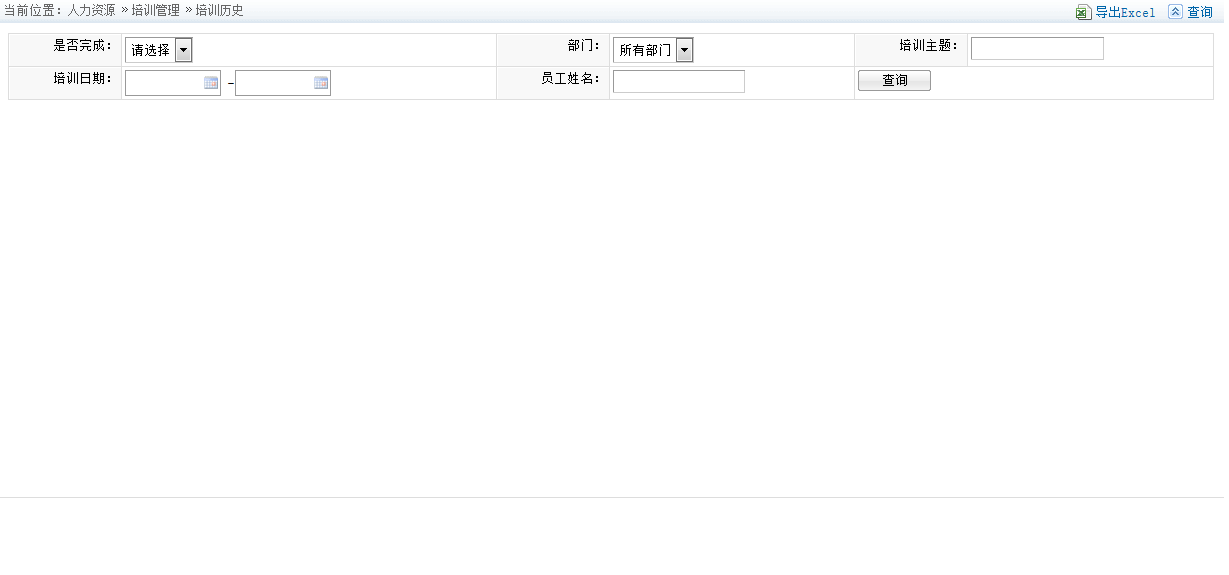 当前位置：人力资源 » 培训管理 » 培训历史 导出Excel 查询
是否完成： 请选择 部门： 所有部门 培训主题：
培训日期： - 员工姓名： 查询